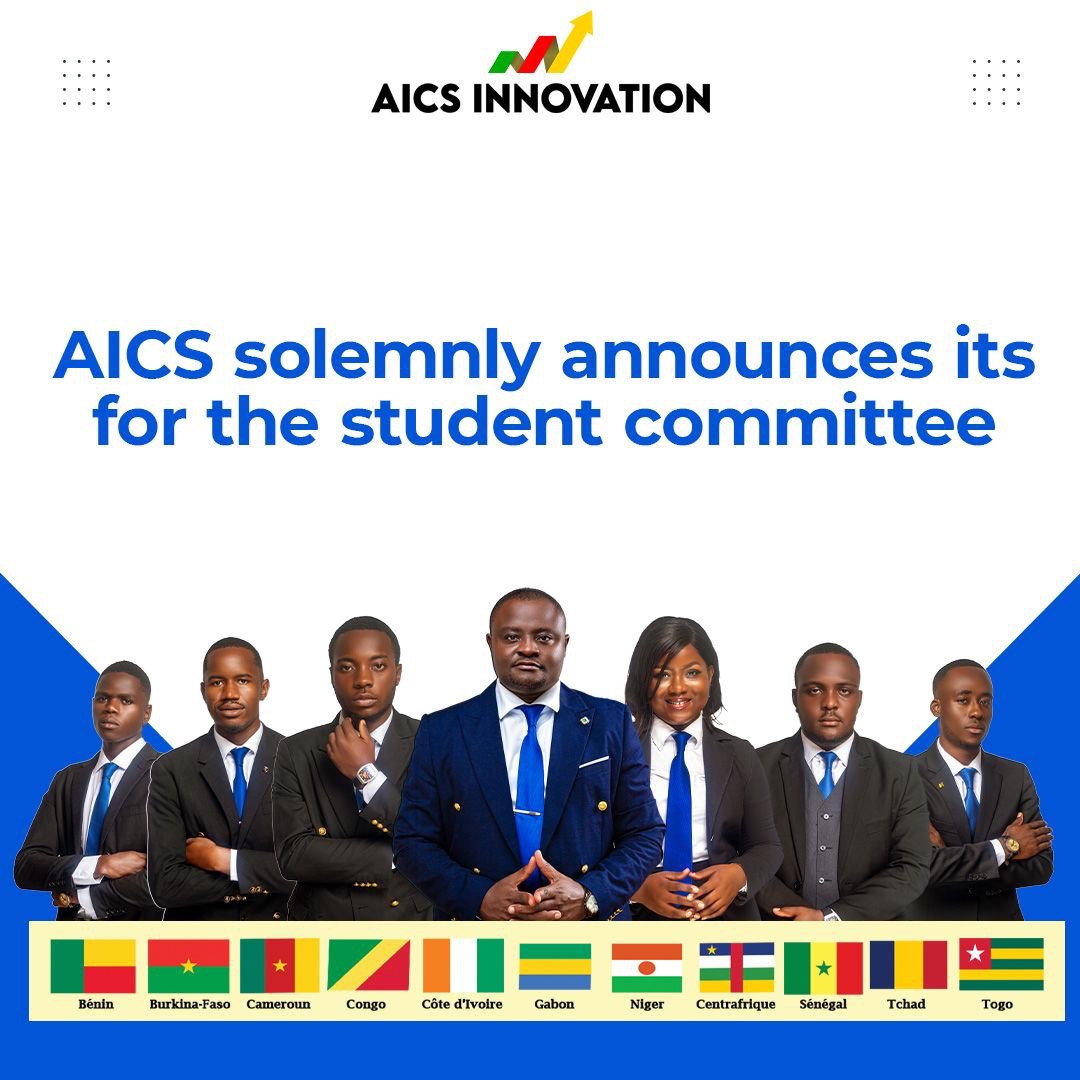 AICS INNOVATION
AICS solemnly announces its
for the student committee
Bénin Burkina-Faso Cameroun Congo Côte d'Ivoire Gabon Niger Centrafrique Sénégal Tchad Togo